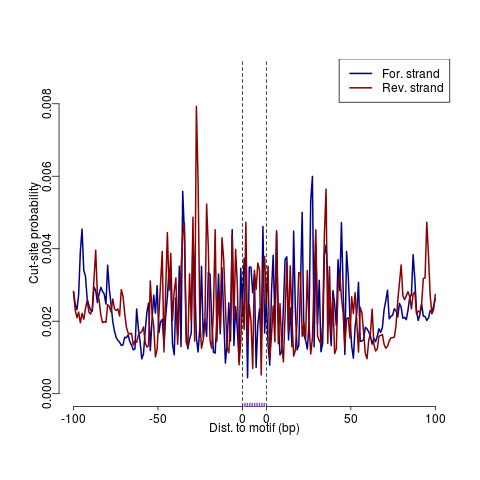 For. strand
Rev. strand
Cut-site probability
0.008
0.006
0.004
0.002
0.000
-100 -50 0 0 50 100
Dist. to motif (bp)